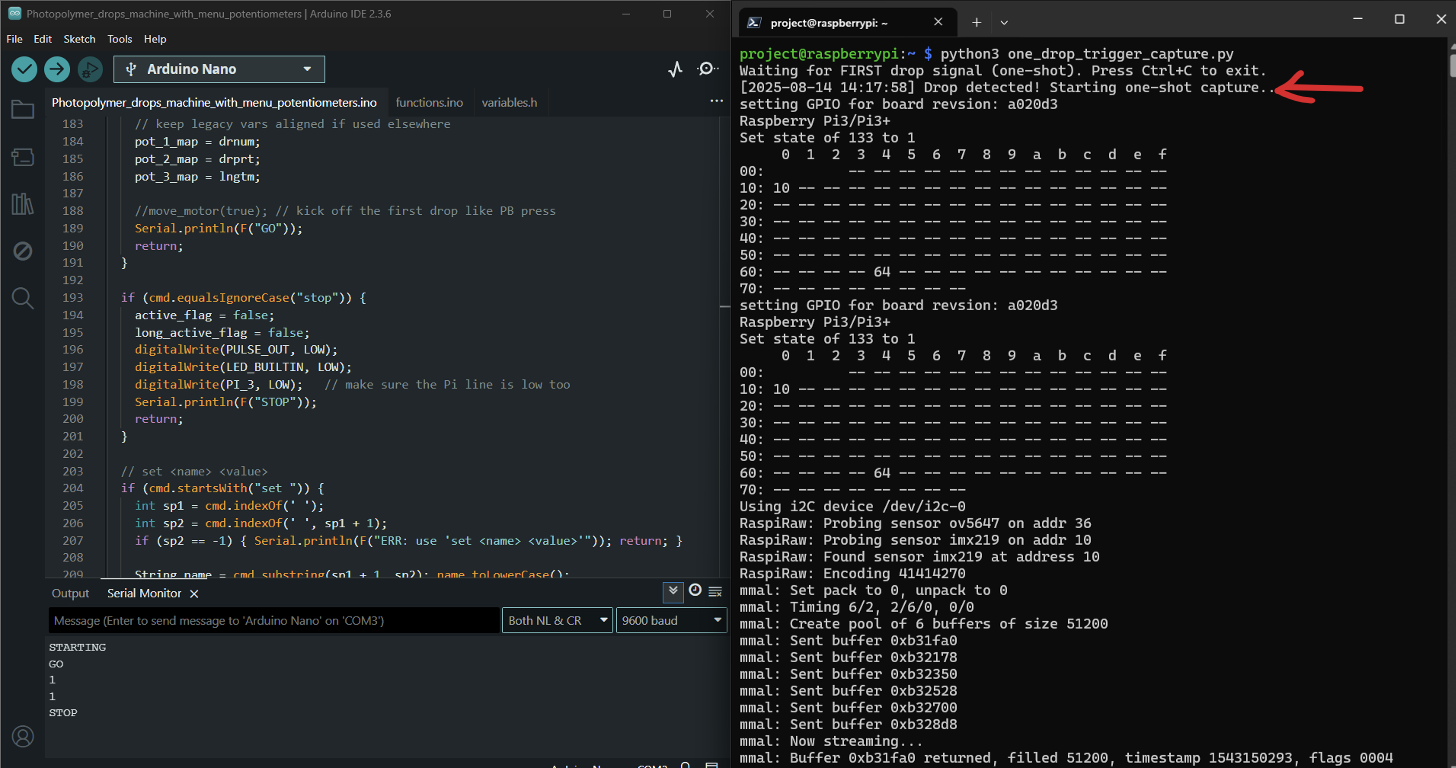 Photopolymer_drops_machine_with_menu_potentiometers | Arduino IDE 2.3.6
File Edit Sketch Tools Help
Arduino Nano
Photopolymer_drops_machine_with_menu_potentiometers.ino functions.ino variables.h ...
183 // keep legacy vars aligned if used elsewhere
184 pot_1_map = drnum;
185 pot_2_map = drprt;
186 pot_3_map = lngtm;
187
188 //move_motor(true); // kick off the first drop like PB press
189 Serial.println(F("GO"));
190 return;
191 }
192
193 if (cmd.equalsIgnoreCase("stop")) {
194 active_flag = false;
195 long_active_flag = false;
196 digitalWrite(PULSE_OUT, LOW);
197 digitalWrite(LED_BUILTIN, LOW);
198 digitalWrite(PI_3, LOW); // make sure the Pi line is low too
199 Serial.println(F("STOP"));
200 return;
201 }
202
203 // set <name> <value>
204 if (cmd.startsWith("set ")) {
205 int sp1 = cmd.indexOf(' ');
206 int sp2 = cmd.indexOf(' ', sp1 + 1);
207 if (sp2 == -1) { Serial.println(F("ERR: use 'set <name> <value>'")); return; }
208
209 String name = cmd.substring(sp1 + 1, sp2); name.toLowerCase();
Output Serial Monitor
Message (Enter to send message to 'Arduino Nano' on 'COM3') Both NL & CR 9600 baud
STARTING
GO
1
1
STOP
project@raspberrypi: ~
project@raspberrypi:~ $ python3 one_drop_trigger_capture.py
Waiting for FIRST drop signal (one-shot). Press Ctrl+C to exit.
[2025-08-14 14:17:58] Drop detected! Starting one-shot capture..
setting GPIO for board revsion: a020d3
Raspberry Pi3/Pi3+
Set state of 133 to 1
0 1 2 3 4 5 6 7 8 9 a b c d e f
00: -- -- -- -- -- -- -- -- -- -- -- -- --
10: 10 -- -- -- -- -- -- -- -- -- -- -- -- -- -- --
20: -- -- -- -- -- -- -- -- -- -- -- -- -- -- -- --
30: -- -- -- -- -- -- -- -- -- -- -- -- -- -- -- --
40: -- -- -- -- -- -- -- -- -- -- -- -- -- -- -- --
50: -- -- -- -- -- -- -- -- -- -- -- -- -- -- -- --
60: -- -- -- -- 64 -- -- -- -- -- -- -- -- -- -- --
70: -- -- -- -- -- -- -- --
setting GPIO for board revsion: a020d3
Raspberry Pi3/Pi3+
Set state of 133 to 1
0 1 2 3 4 5 6 7 8 9 a b c d e f
00: -- -- -- -- -- -- -- -- -- -- -- -- --
10: 10 -- -- -- -- -- -- -- -- -- -- -- -- -- -- --
20: -- -- -- -- -- -- -- -- -- -- -- -- -- -- -- --
30: -- -- -- -- -- -- -- -- -- -- -- -- -- -- -- --
40: -- -- -- -- -- -- -- -- -- -- -- -- -- -- -- --
50: -- -- -- -- -- -- -- -- -- -- -- -- -- -- -- --
60: -- -- -- -- 64 -- -- -- -- -- -- -- -- -- -- --
70: -- -- -- -- -- -- -- --
Using i2C device /dev/i2c-0
RaspiRaw: Probing sensor ov5647 on addr 36
RaspiRaw: Probing sensor imx219 on addr 10
RaspiRaw: Found sensor imx219 at address 10
RaspiRaw: Encoding 41414270
mmal: Set pack to 0, unpack to 0
mmal: Timing 6/2, 2/6/0, 0/0
mmal: Create pool of 6 buffers of size 51200
mmal: Sent buffer 0xb31fa0
mmal: Sent buffer 0xb32178
mmal: Sent buffer 0xb32350
mmal: Sent buffer 0xb32528
mmal: Sent buffer 0xb32700
mmal: Sent buffer 0xb328d8
mmal: Now streaming...
mmal: Buffer 0xb31fa0 returned, filled 51200, timestamp 1543150293, flags 0004